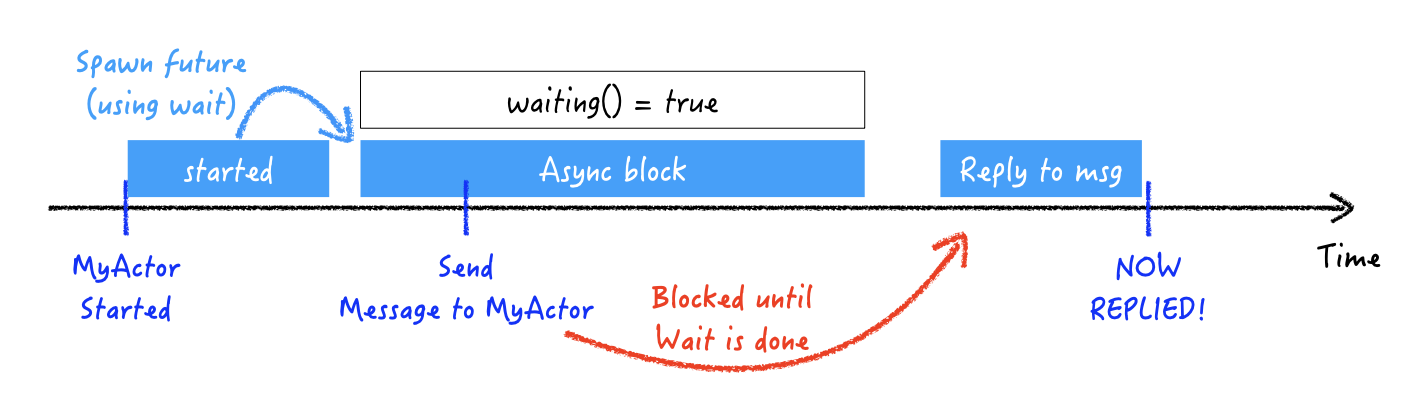 Spawn future
(using wait)
waiting() = true
started
Async block
Reply to msg
MyActor
Started
Send
Message to MyActor
Blocked until
Wait is done
NOW
REPLIED!
Time